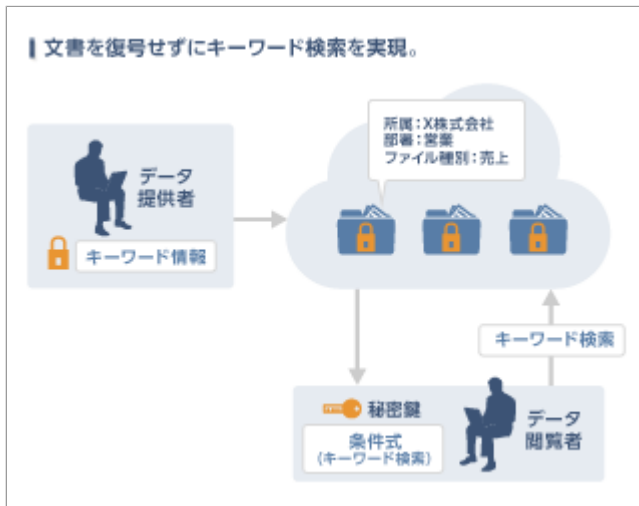 文書を復号せずにキーワード検索を実現。
所属：X株式会社
部署：営業
ファイル種別：売上
データ
提供者
キーワード情報
キーワード検索
秘密鍵
条件式
（キーワード検索）
データ
閲覧者